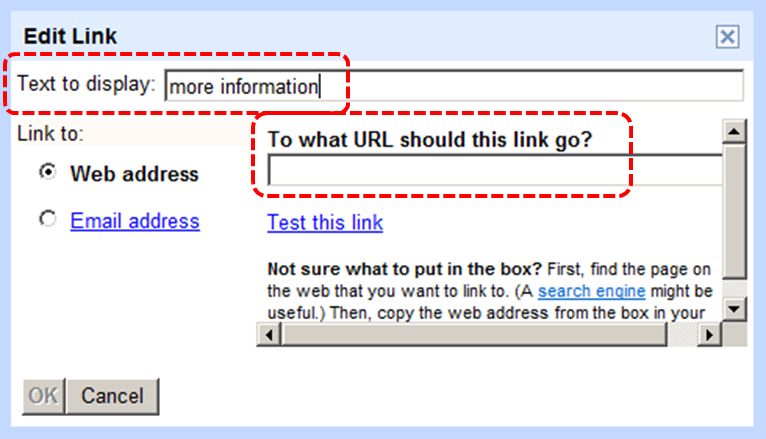 Edit Link
Text to display: more information
Link to:
Web address
Email address
To what URL should this link go?
Test this link
Not sure what to put in the box? First, find the page on
the web that you want to link to. (A search engine might be
useful.) Then, copy the web address from the box in your
OK Cancel